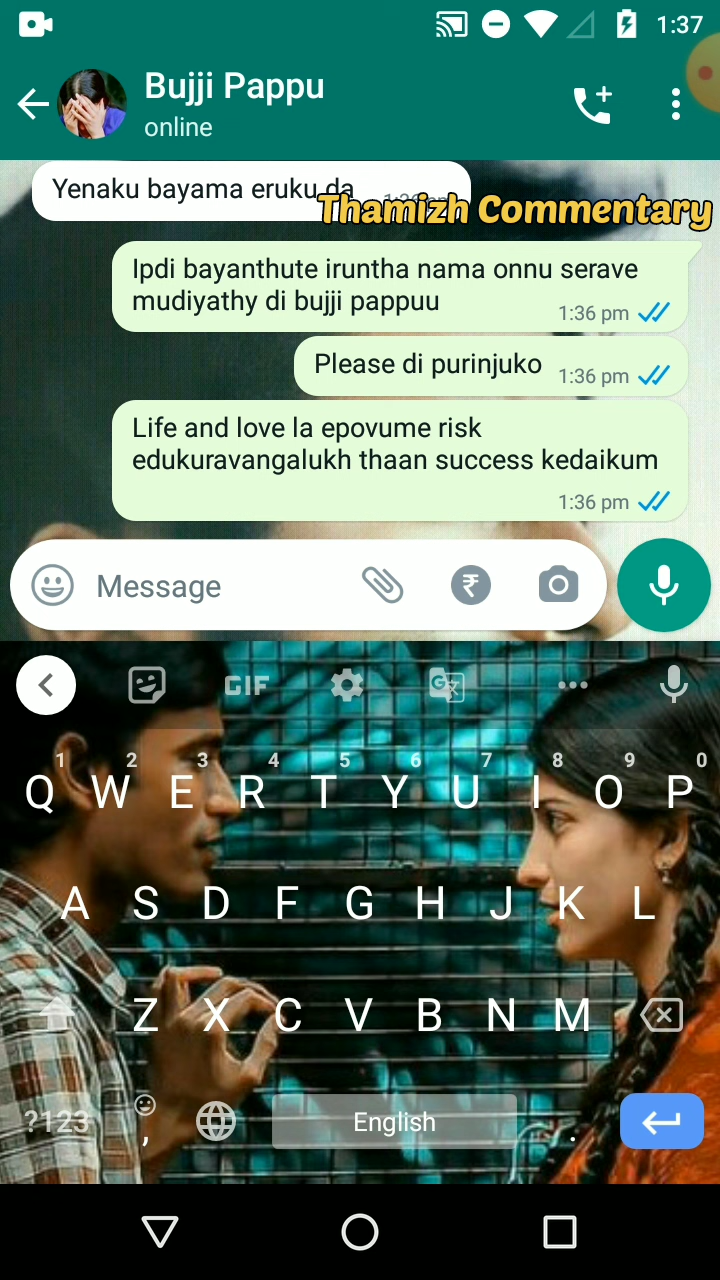 1:37
Bujji Pappu
online
Yenaku bayama eruku da
Thamizh Commentary
Ipdi bayanthute iruntha nama onnu serave
mudiyathy di bujji pappuu
1:36 pm
Please di purinjuko
1:36 pm
Life and love la epovume risk
edukuravangalukh thaan success kedaikum
1:36 pm
Message
GIF
1 2 3 4 5 6 7 8 9 0
Q W E R T Y U I O P
A S D F G H J K L
Z X C V B N M
?123 , English .